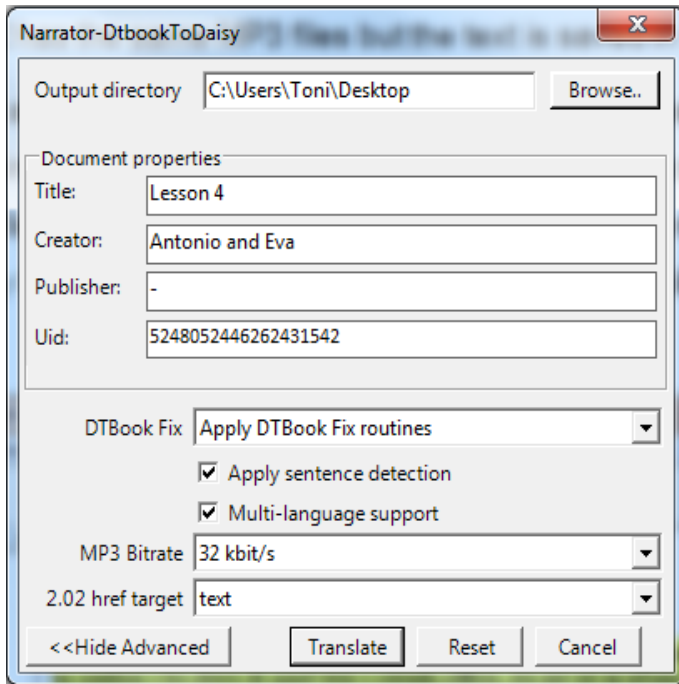 Narrator-DtbookToDaisy
Output directory C:\Users\Toni\Desktop Browse..
Document properties
Title: Lesson 4
Creator: Antonio and Eva
Publisher: -
Uid: 5248052446262431542
DTBook Fix Apply DTBook Fix routines
Apply sentence detection
Multi-language support
MP3 Bitrate 32 kbit/s
2.02 href target text
<<Hide Advanced Translate Reset Cancel